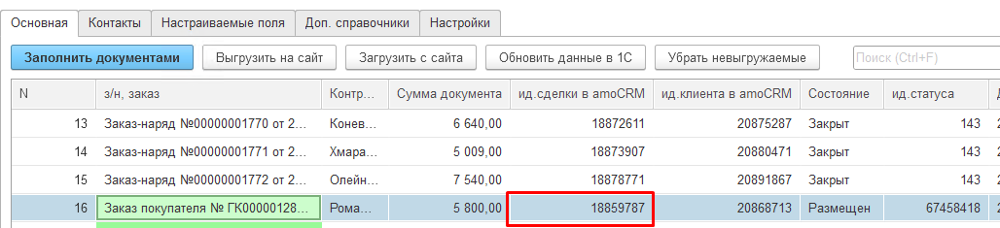 Основная Контакты Настраиваемые поля Доп. справочники Настройки
Заполнить документами Выгрузить на сайт Загрузить с сайта Обновить данные в 1С Убрать невыгружаемые Поиск (Ctrl+F)
N з/н, заказ Контр... Сумма документа ид.сделки в amoCRM ид.клиента в amoCRM Состояние ид.статуса
13 Заказ-наряд №00000001770 от 2... Конев... 6 640,00 18872611 20875287 Закрыт 143
14 Заказ-наряд №00000001771 от 2... Хмара... 5 009,00 18873907 20880471 Закрыт 143
15 Заказ-наряд №00000001772 от 2... Олейн... 7 540,00 18878771 20891867 Закрыт 143
16 Заказ покупателя № ГК00000128... Рома... 5 800,00 18859787 20868713 Размещен 67458418